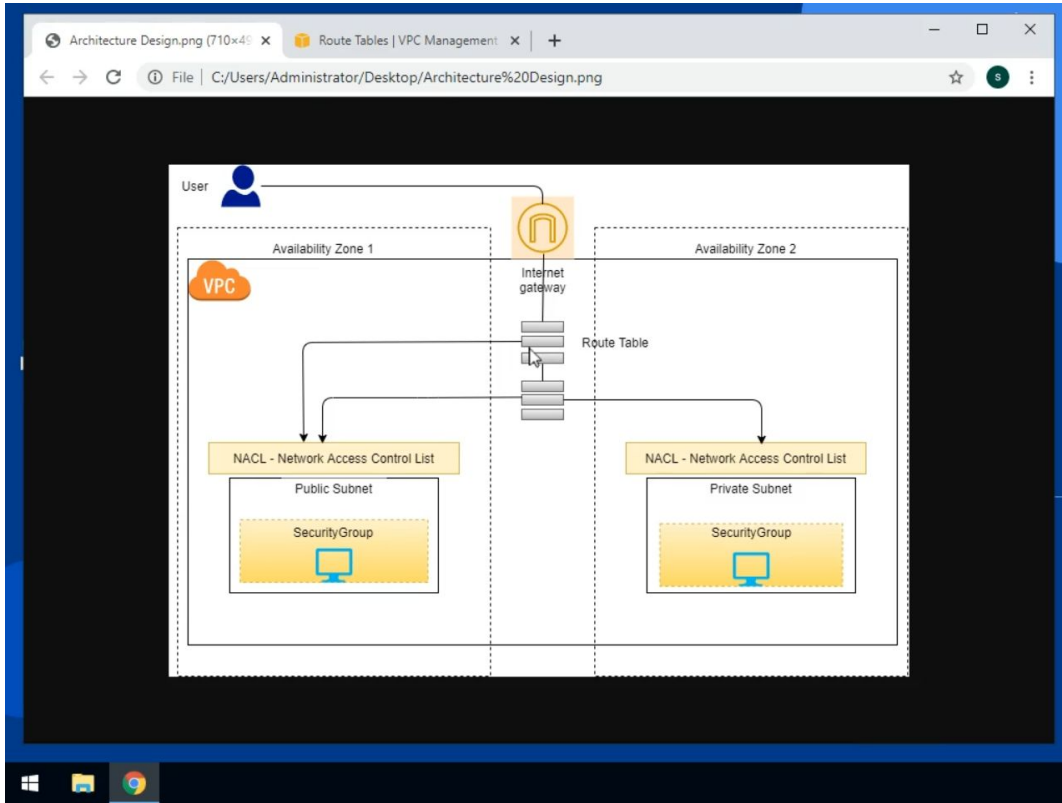 Architecture Design.png (710×49
Route Tables | VPC Management
File | C:/Users/Administrator/Desktop/Architecture%20Design.png
S
User
Availability Zone 1
Availability Zone 2
VPC
Internet
gateway
Route Table
NACL - Network Access Control List
NACL - Network Access Control List
Public Subnet
Private Subnet
SecurityGroup
SecurityGroup